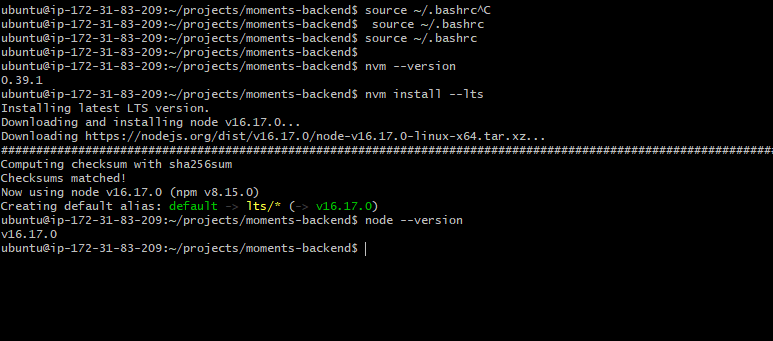 ubuntu@ip-172-31-83-209:~/projects/moments-backend$ source ~/.bashrc^C
ubuntu@ip-172-31-83-209:~/projects/moments-backend$  source ~/.bashrc
ubuntu@ip-172-31-83-209:~/projects/moments-backend$ source ~/.bashrc
ubuntu@ip-172-31-83-209:~/projects/moments-backend$
ubuntu@ip-172-31-83-209:~/projects/moments-backend$ nvm --version
0.39.1
ubuntu@ip-172-31-83-209:~/projects/moments-backend$ nvm install --lts
Installing latest LTS version.
Downloading and installing node v16.17.0...
Downloading https://nodejs.org/dist/v16.17.0/node-v16.17.0-linux-x64.tar.xz...
##############################################################################################################
Computing checksum with sha256sum
Checksums matched!
Now using node v16.17.0 (npm v8.15.0)
Creating default alias: default -> lts/* (-> v16.17.0)
ubuntu@ip-172-31-83-209:~/projects/moments-backend$ node --version
v16.17.0
ubuntu@ip-172-31-83-209:~/projects/moments-backend$